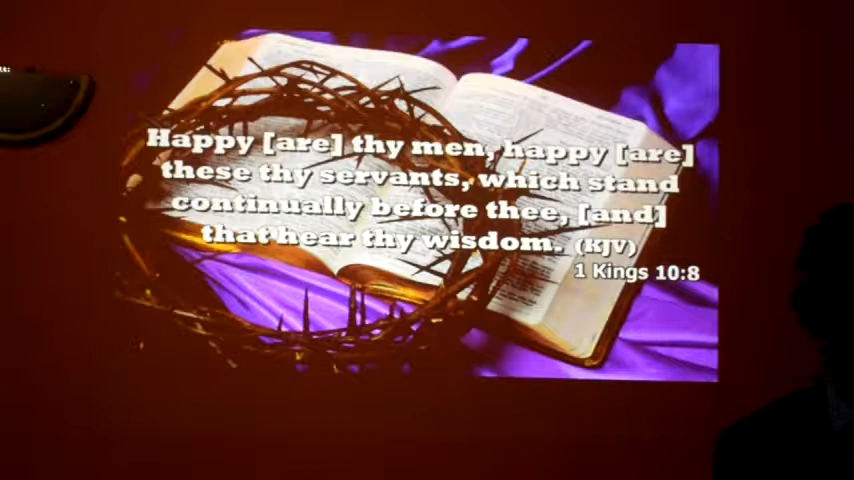 Happy [are] thy men, happy [are]
these thy servants, which stand
continually before thee, [and]
that hear thy wisdom. (KJV)
1 Kings 10:8